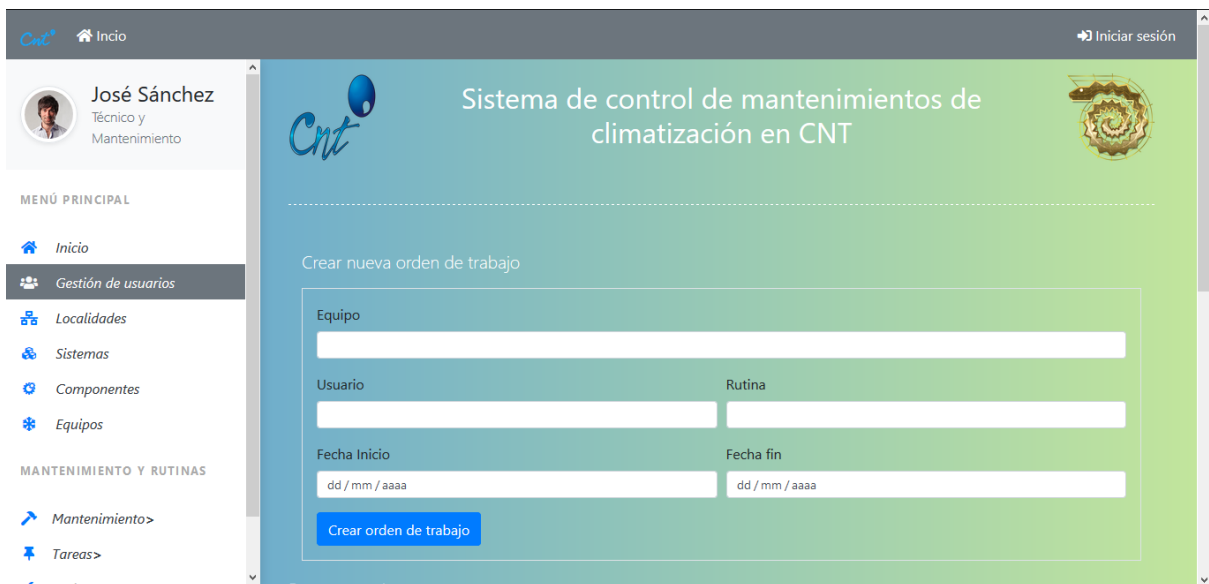 Cnt
Incio
Iniciar sesión
José Sánchez
Técnico y
Mantenimiento
MENÚ PRINCIPAL
Inicio
Gestión de usuarios
Localidades
Sistemas
Componentes
Equipos
MANTENIMIENTO Y RUTINAS
Mantenimiento>
Tareas>
Cnt
Sistema de control de mantenimientos de
climatización en CNT
Crear nueva orden de trabajo
Equipo
Usuario
Rutina
Fecha Inicio
Fecha fin
dd / mm / aaaa
dd / mm / aaaa
Crear orden de trabajo